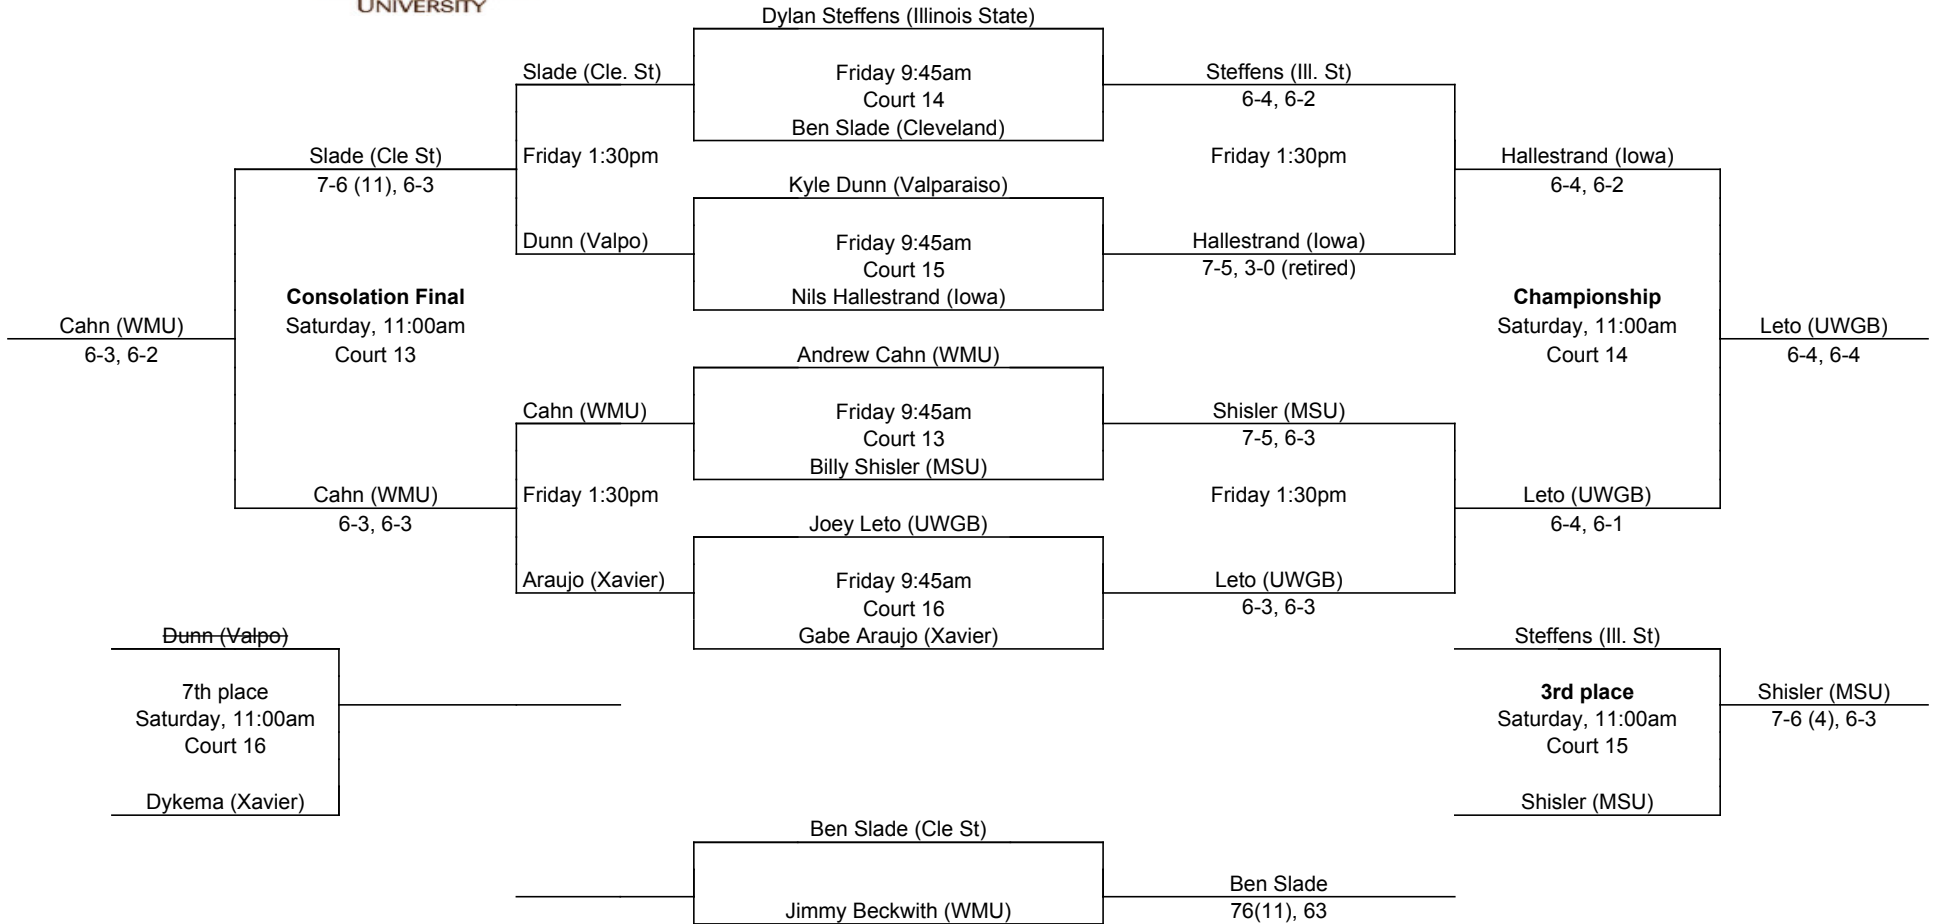 UNIVERSITY
Dylan Steffens (Illinois State)
Slade (Cle. St)
Friday 9:45am
Steffens (Ill. St)
Court 14
6-4, 6-2
Ben Slade (Cleveland)
Slade (Cle St)
Friday 1:30pm
Friday 1:30pm
Hallestrand (Iowa)
7-6 (11), 6-3
Kyle Dunn (Valparaiso)
6-4, 6-2
Dunn (Valpo)
Friday 9:45am
Hallestrand (Iowa)
Court 15
7-5, 3-0 (retired)
Consolation Final
Nils Hallestrand (Iowa)
Championship
Cahn (WMU)
Saturday, 11:00am
Saturday, 11:00am
Leto (UWGB)
6-3, 6-2
Court 13
Andrew Cahn (WMU)
Court 14
6-4, 6-4
Cahn (WMU)
Friday 9:45am
Shisler (MSU)
Court 13
7-5, 6-3
Billy Shisler (MSU)
Cahn (WMU)
Friday 1:30pm
Friday 1:30pm
Leto (UWGB)
6-3, 6-3
Joey Leto (UWGB)
6-4, 6-1
Araujo (Xavier)
Friday 9:45am
Leto (UWGB)
Court 16
6-3, 6-3
Dunn (Valpo)
Gabe Araujo (Xavier)
Steffens (Ill. St)
7th place
3rd place
Shisler (MSU)
Saturday, 11:00am
Saturday, 11:00am
7-6 (4), 6-3
Court 16
Court 15
Dykema (Xavier)
Shisler (MSU)
Ben Slade (Cle St)
Ben Slade
Jimmy Beckwith (WMU)
76(11), 63